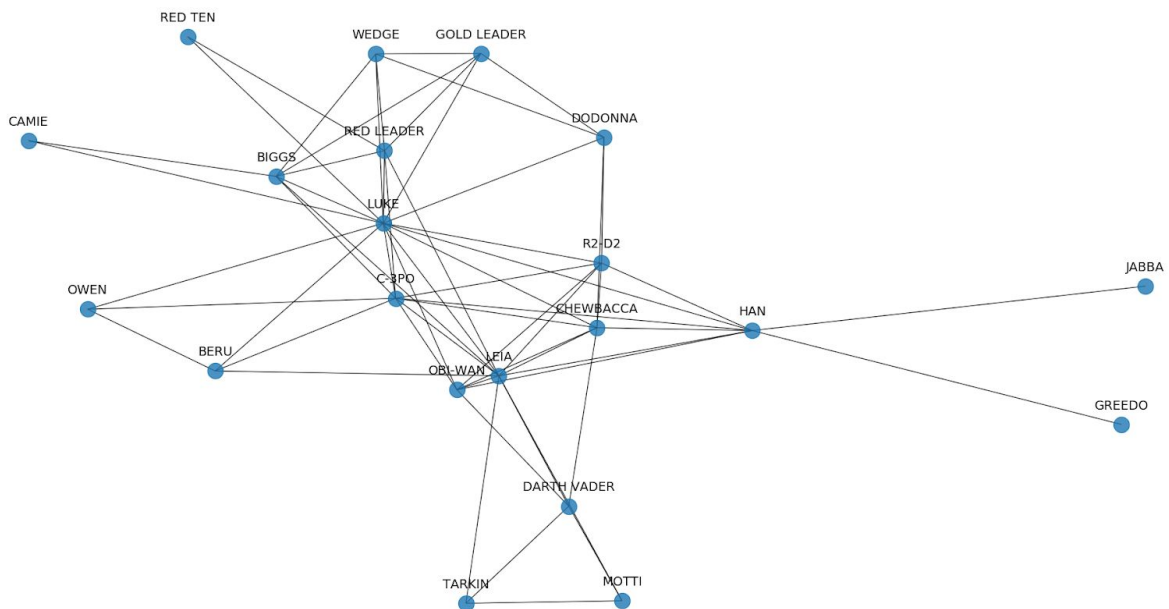 RED TEN
WEDGE
GOLD LEADER
CAMIE
DODONNA
RED LEADER
BIGGS
LUKE
R2-D2
JABBA
C-3PO
OWEN
CHEWBACCA
HAN
BERU
LEIA
OBI-WAN
GREEDO
DARTH VADER
TARKIN
MOTTI